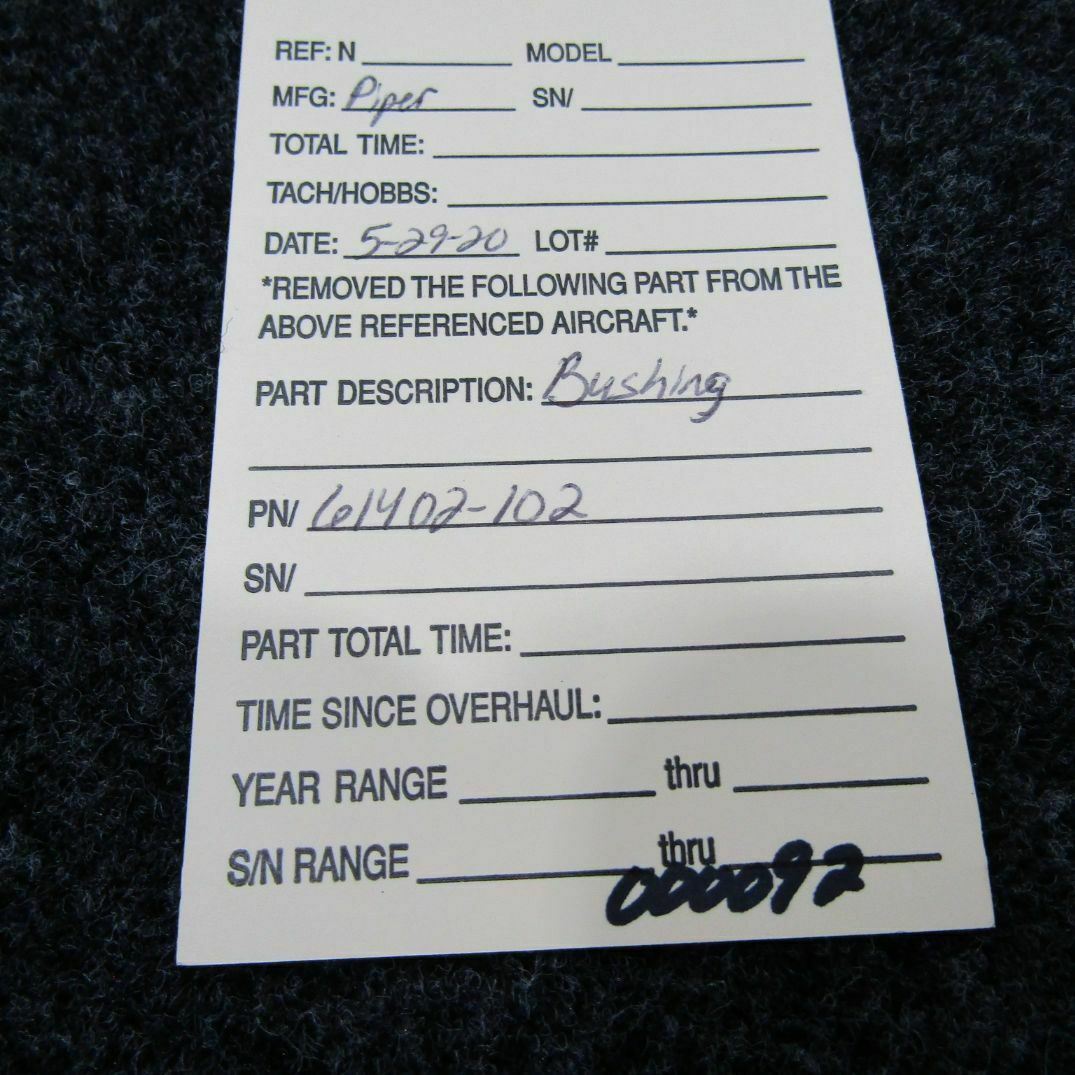 REF: N MODEL
MFG: Piper SN/
TOTAL TIME:
TACH/HOBBS:
DATE: 5-29-20 LOT#
*REMOVED THE FOLLOWING PART FROM THE
ABOVE REFERENCED AIRCRAFT.*
PART DESCRIPTION: Bushing
PN/ 61402-102
SN/
PART TOTAL TIME:
TIME SINCE OVERHAUL:
YEAR RANGE thru
S/N RANGE thru
000092